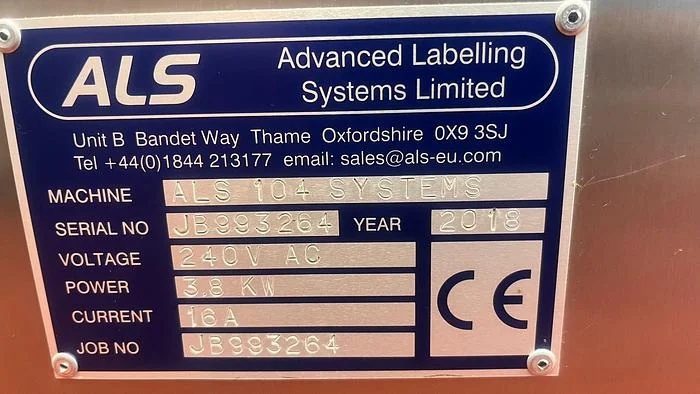 ALS
Advanced Labelling
Systems Limited
Unit B Bandet Way Thame Oxfordshire 0X9 3SJ
Tel +44(0)1844 213177 email: sales@als-eu.com
MACHINE ALS 104 SYSTEMS
SERIAL NO JB993264 YEAR 2018
VOLTAGE 240V AC
POWER 3.8 KW
CURRENT 16A
JOB NO JB993264
CE